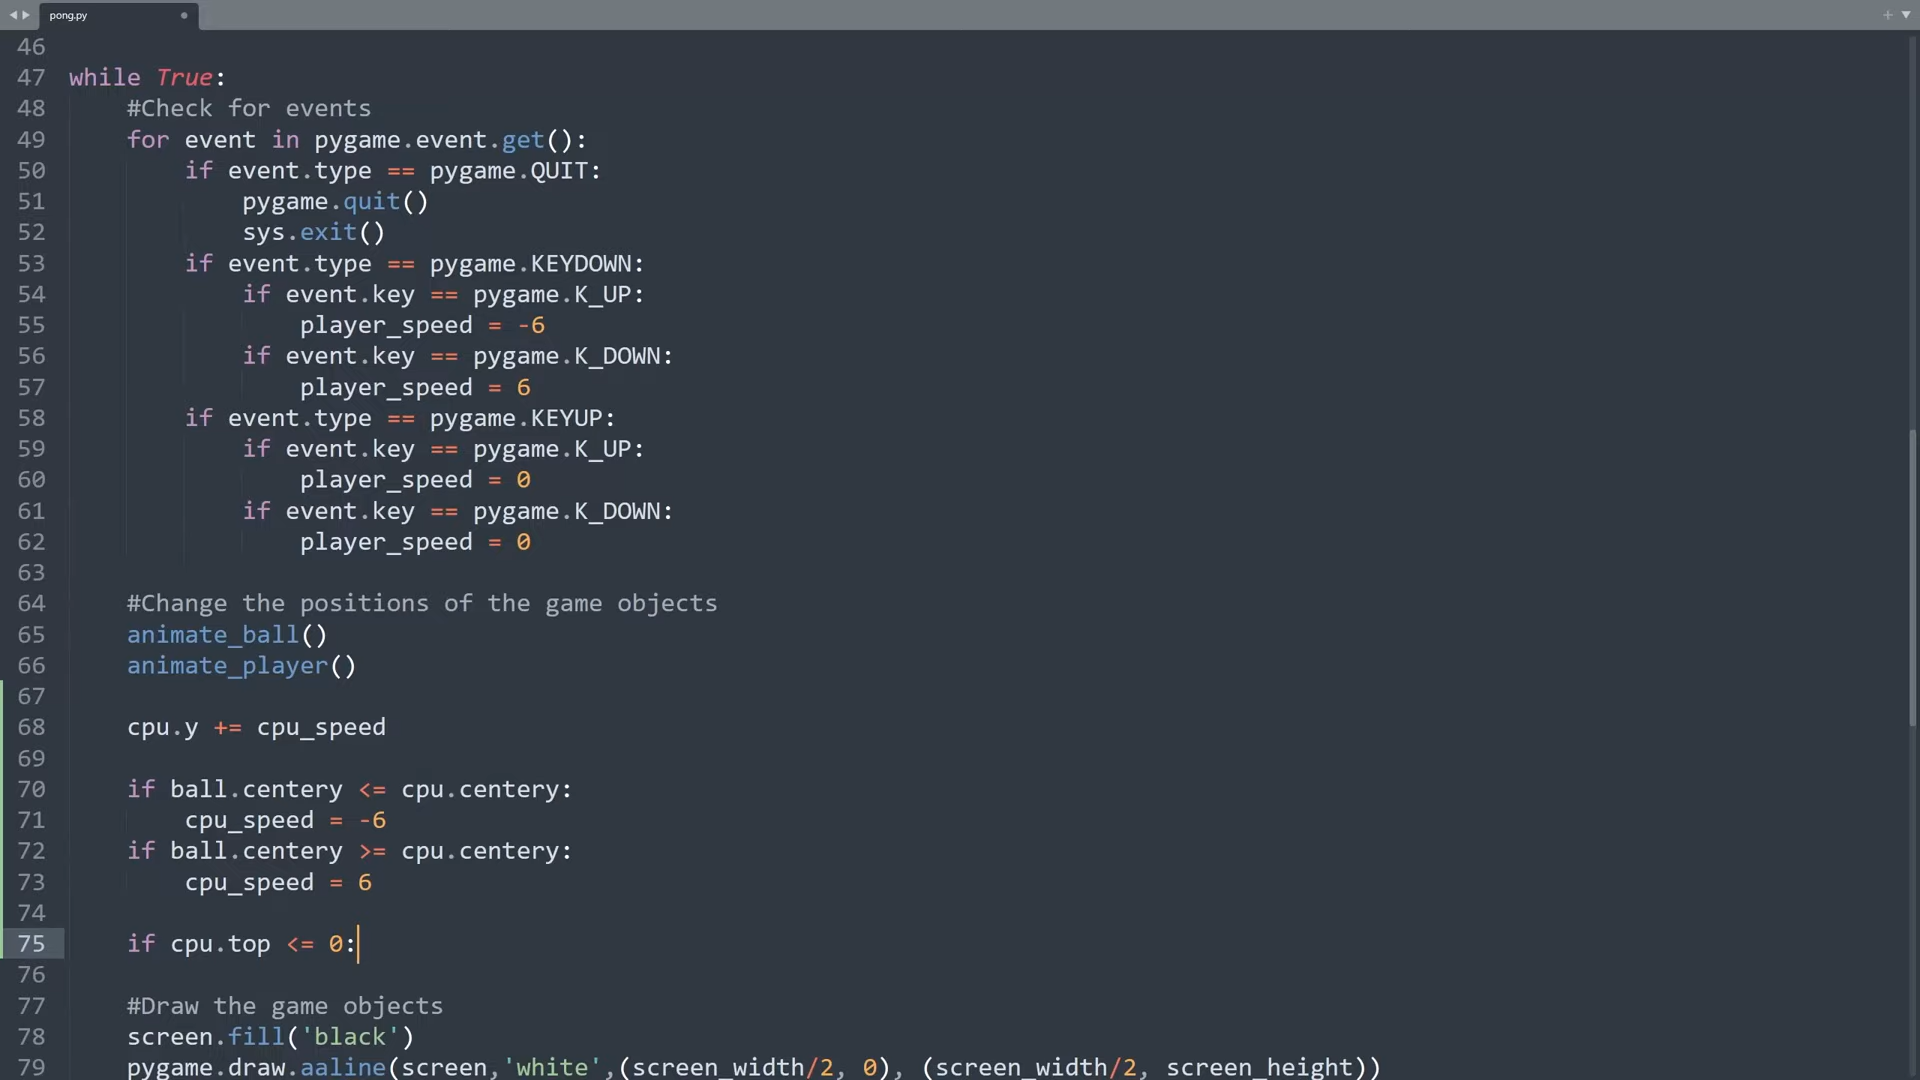 pong.py
46
47 while True:
48     #Check for events
49     for event in pygame.event.get():
50         if event.type == pygame.QUIT:
51             pygame.quit()
52             sys.exit()
53         if event.type == pygame.KEYDOWN:
54             if event.key == pygame.K_UP:
55                 player_speed = -6
56             if event.key == pygame.K_DOWN:
57                 player_speed = 6
58         if event.type == pygame.KEYUP:
59             if event.key == pygame.K_UP:
60                 player_speed = 0
61             if event.key == pygame.K_DOWN:
62                 player_speed = 0
63
64     #Change the positions of the game objects
65     animate_ball()
66     animate_player()
67
68     cpu.y += cpu_speed
69
70     if ball.centery <= cpu.centery:
71         cpu_speed = -6
72     if ball.centery >= cpu.centery:
73         cpu_speed = 6
74
75     if cpu.top <= 0:
76
77     #Draw the game objects
78     screen.fill('black')
79     pygame.draw.aaline(screen,'white',(screen_width/2, 0), (screen_width/2, screen_height))